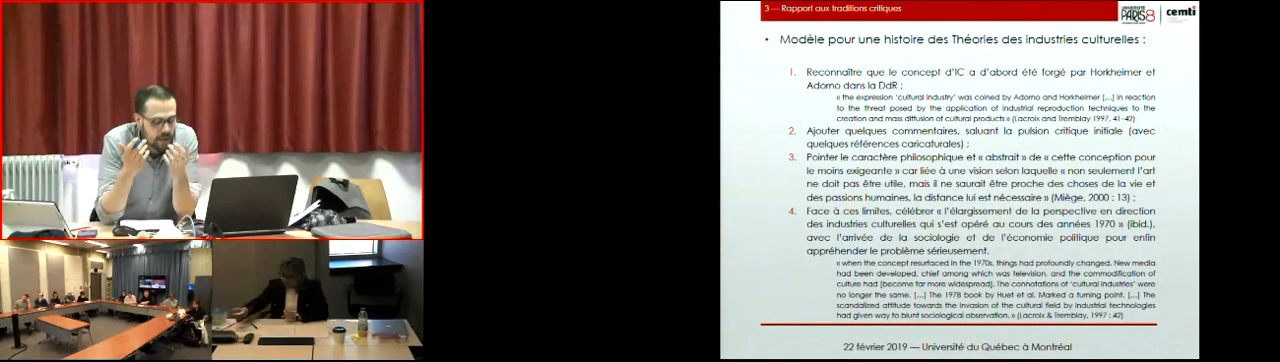 3 — Rapport aux traditions critiques
UNIVERSITÉ
PARIS8
cemti
• Modèle pour une histoire des Théories des industries culturelles :
1. Reconnaître que le concept d'IC a d'abord été forgé par Horkheimer et
Adorno dans la DdR ;
« the expression 'cultural industry' was coined by Adorno and Horkheimer [...] in reaction
to the threat posed by the application of industrial reproduction techniques to the
creation and mass diffusion of cultural products » (Lacroix and Tremblay 1997, 41-42)
2. Ajouter quelques commentaires, saluant la pulsion critique initiale (avec
quelques références caricaturales) ;
3. Pointer le caractère philosophique et « abstrait » de « cette conception pour
le moins exigeante » car liée à une vision selon laquelle « non seulement l'art
ne doit pas être utile, mais il ne saurait être proche des choses de la vie et
des passions humaines, la distance lui est nécessaire » (Miège, 2000 : 13) ;
4. Face à ces limites, célébrer « l'élargissement de la perspective en direction
des industries culturelles qui s'est opéré au cours des années 1970 » (ibid.),
avec l'arrivée de la sociologie et de l'économie politique pour enfin
appréhender le problème sérieusement.
« when the concept resurfaced in the 1970s, things had profoundly changed. New media
had been developed, chief among which was television, and the commodification of
culture had [become far more widespread]. The connotations of 'cultural industries' were
no longer the same. [...] The 1978 book by Huet et al. Marked a turning point. [...] The
scandalized attitude towards the invasion of the cultural field by industrial technologies
had given way to blunt sociological observation. » (Lacroix & Tremblay, 1997 : 42)
22 février 2019 — Université du Québec à Montréal